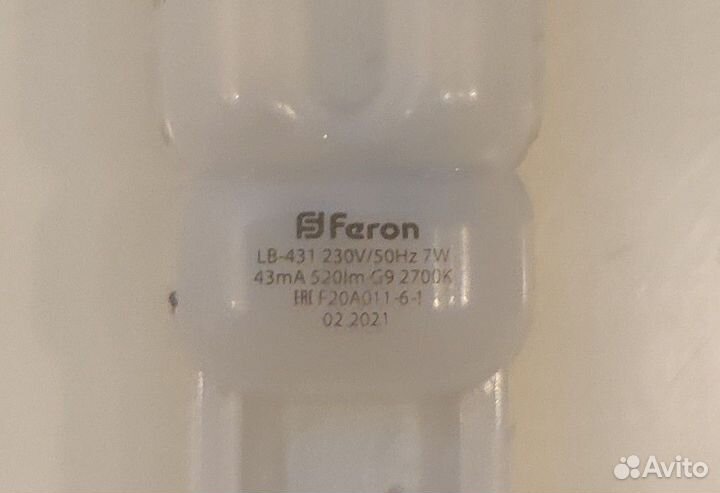 Feron
LB-431 230V/50Hz 7W
43mA 520lm G9 2700K
EAC F20A011-6-1
02.2021
Avito